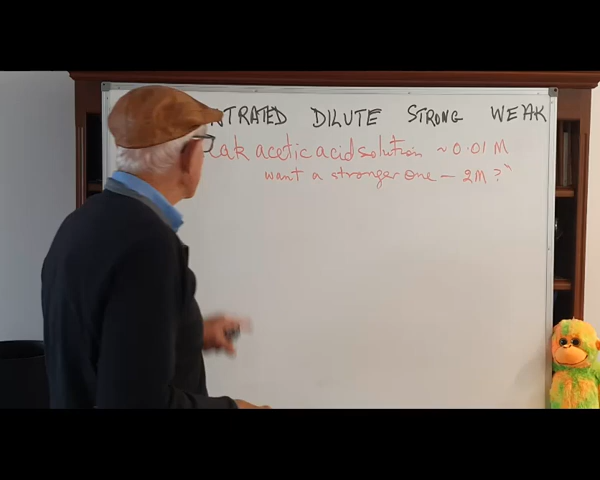 NTRATED DILUTE STRONG WEAK
eak acetic acid solution ~ 0.01 M
want a stronger one - 2M ?"